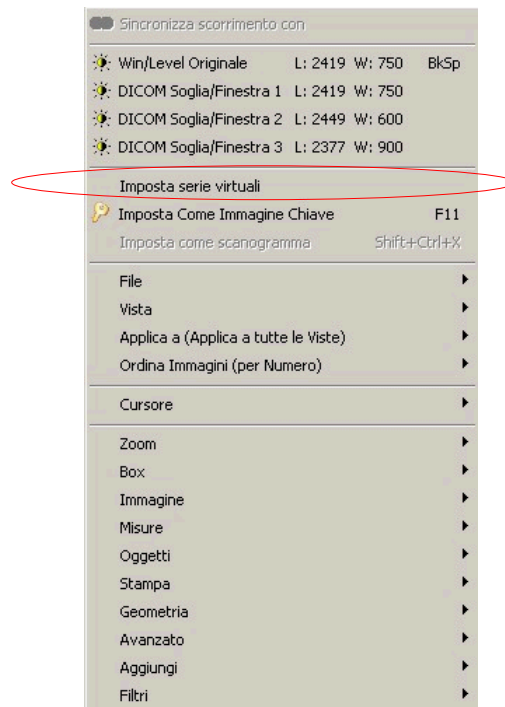 Sincronizza scorrimento con
Win/Level Originale L: 2419 W: 750 BkSp
DICOM Soglia/Finestra 1 L: 2419 W: 750
DICOM Soglia/Finestra 2 L: 2449 W: 600
DICOM Soglia/Finestra 3 L: 2377 W: 900
Imposta serie virtuali
Imposta Come Immagine Chiave F11
Imposta come scanogramma Shift+Ctrl+X
File
Vista
Applica a (Applica a tutte le Viste)
Ordina Immagini (per Numero)
Cursore
Zoom
Box
Immagine
Misure
Oggetti
Stampa
Geometria
Avanzato
Aggiungi
Filtri